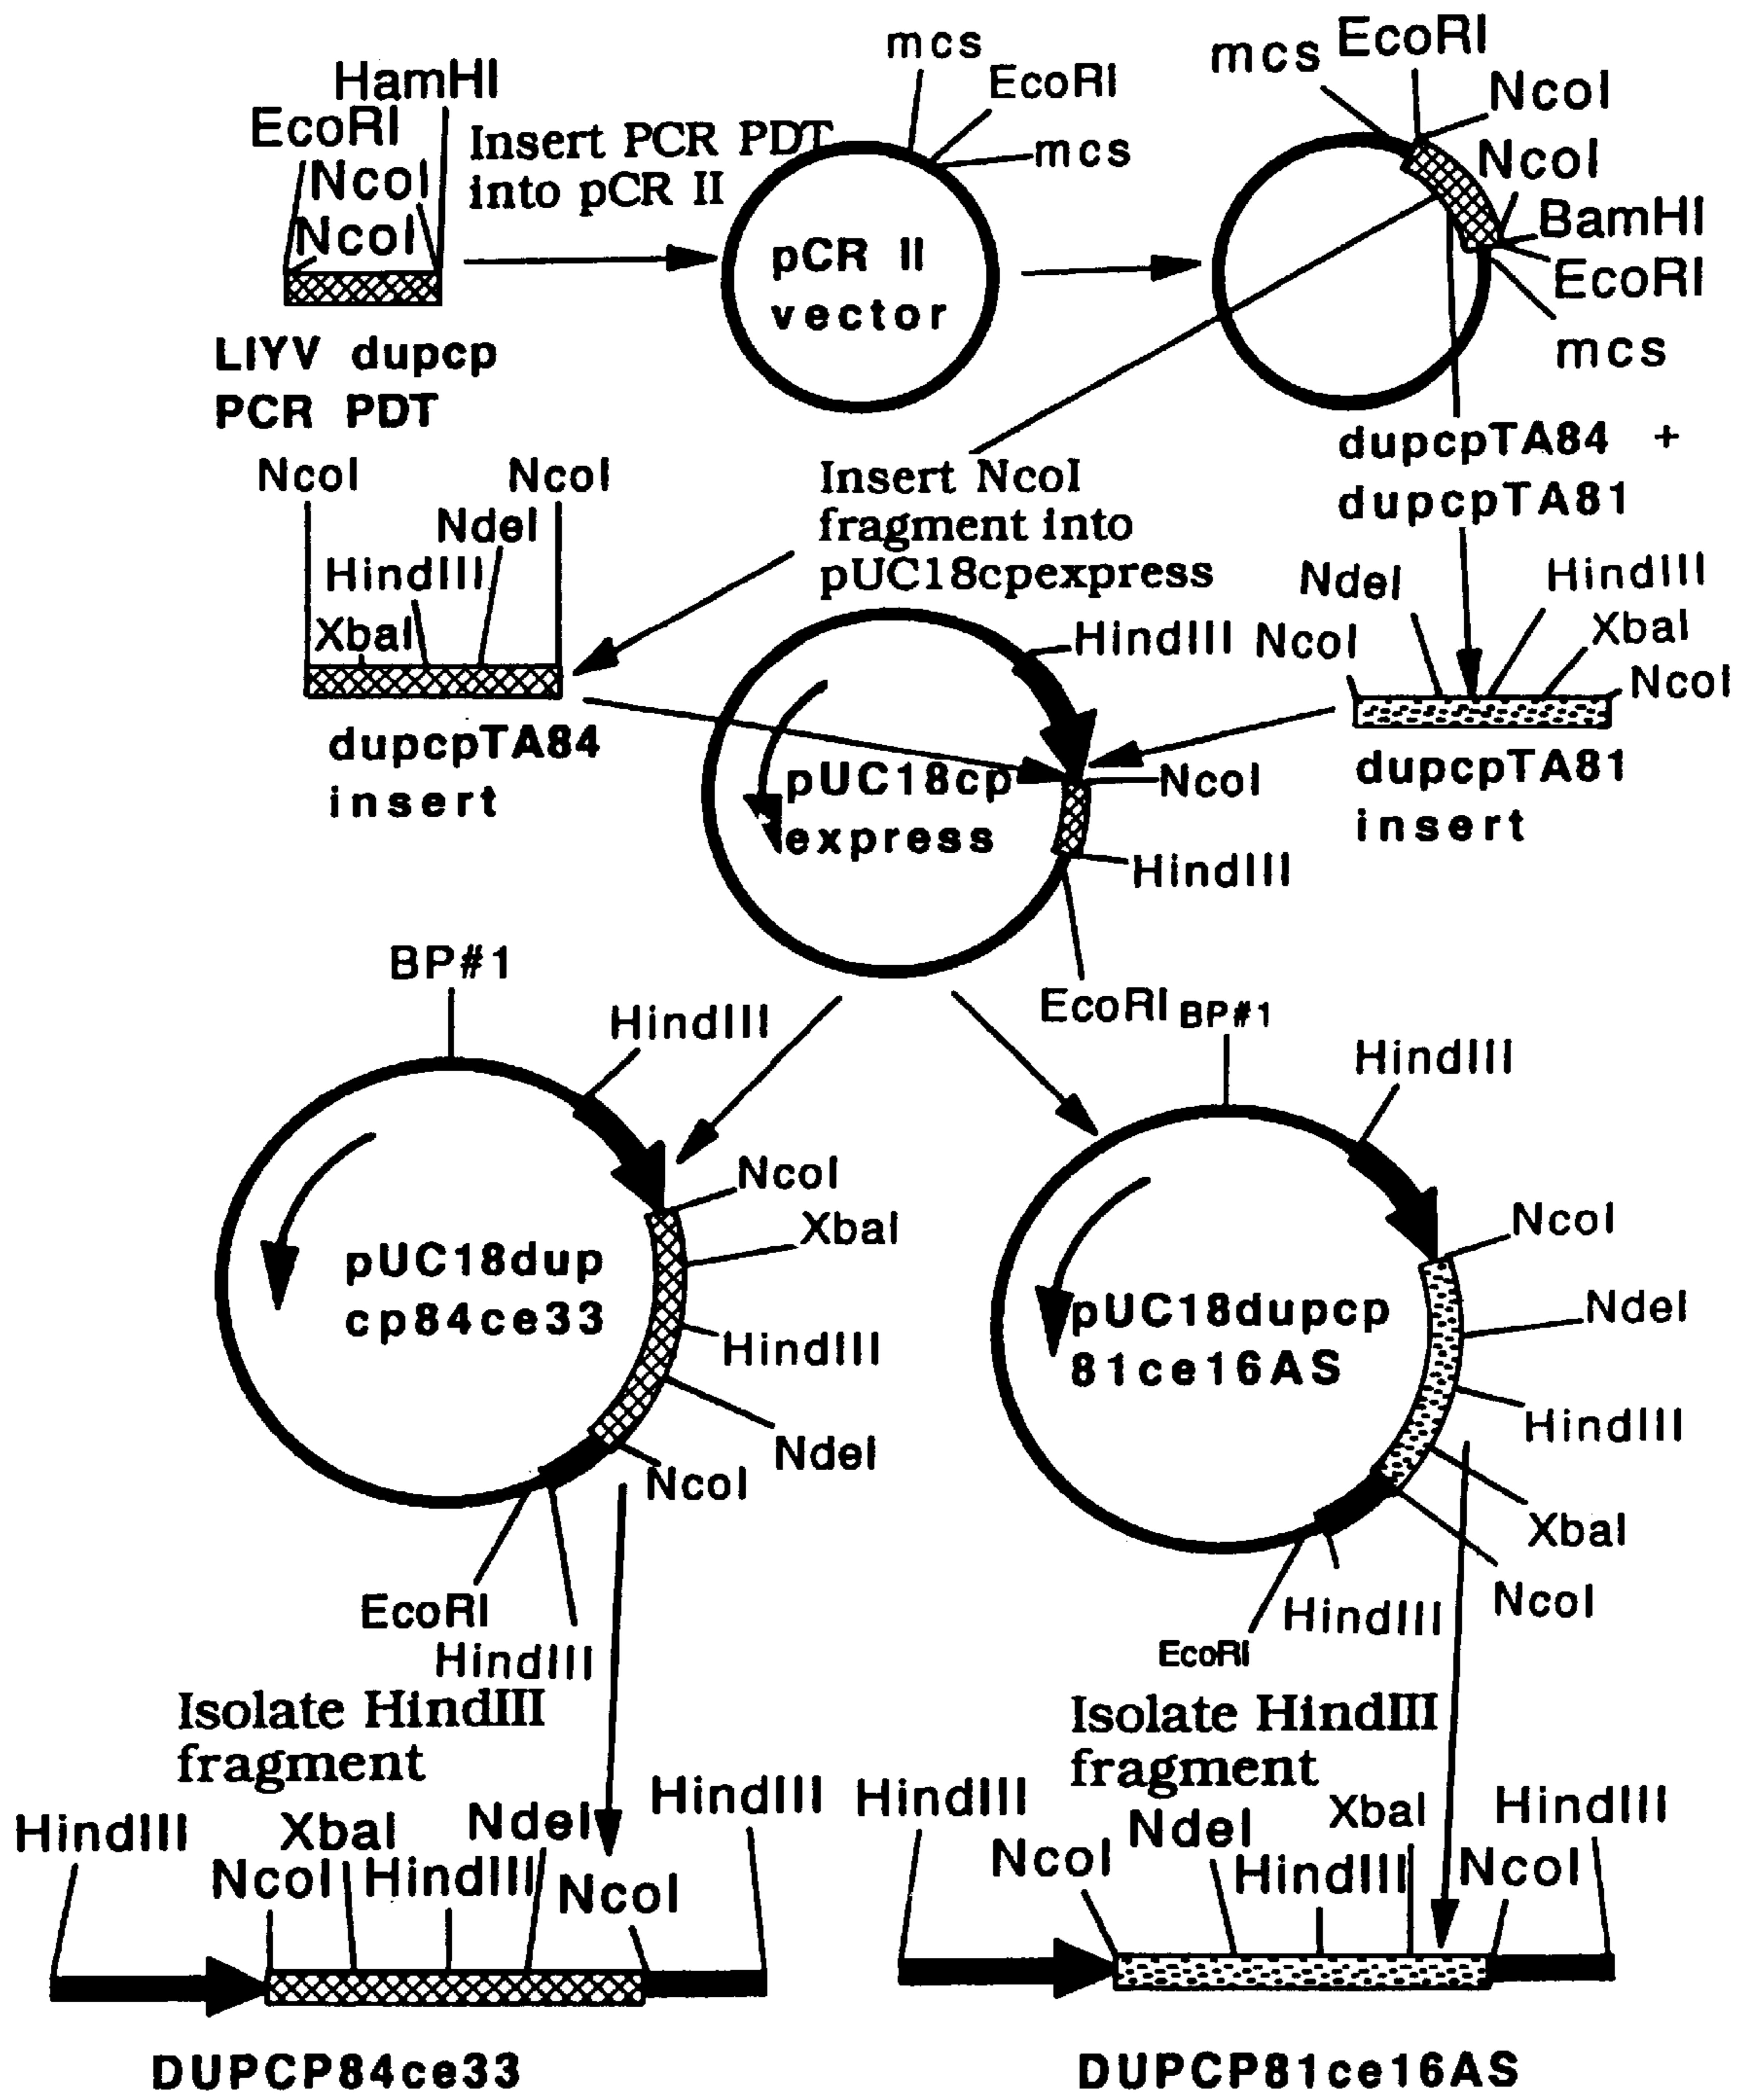 HamHI
EcoRI
NcoI
NcoI
Insert PCR PDT
into pCR II
LIYV dupcp
PCR PDT
mcs
EcoRI
mcs
pCR II
vector
mcs
EcoRI
NcoI
NcoI
BamHI
EcoRI
mcs
dupcpTA84 +
dupcpTA81
Insert NcoI
fragment into
pUC18cpexpress
NcoI
NcoI
NdeI
HindIII
XbaI
dupcpTA84
insert
HindIII
pUC18cp
express
NcoI
HindIII
EcoRI
NdeI
HindIII
NcoI
XbaI
NcoI
dupcpTA81
insert
BP#1
HindIII
NcoI
XbaI
pUC18dup
cp84ce33
HindIII
NdeI
NcoI
EcoRI
HindIII
BP#1
HindIII
NcoI
NdeI
pUC18dupcp
81ce16AS
HindIII
XbaI
NcoI
HindIII
EcoRI
Isolate HindIII
fragment
HindIII
XbaI
NdeI
HindIII
NcoI
HindIII
NcoI
DUPCP84ce33
Isolate HindIII
fragment
HindIII
NcoI
NdeI
XbaI
HindIII
HindIII
NcoI
DUPCP81ce16AS